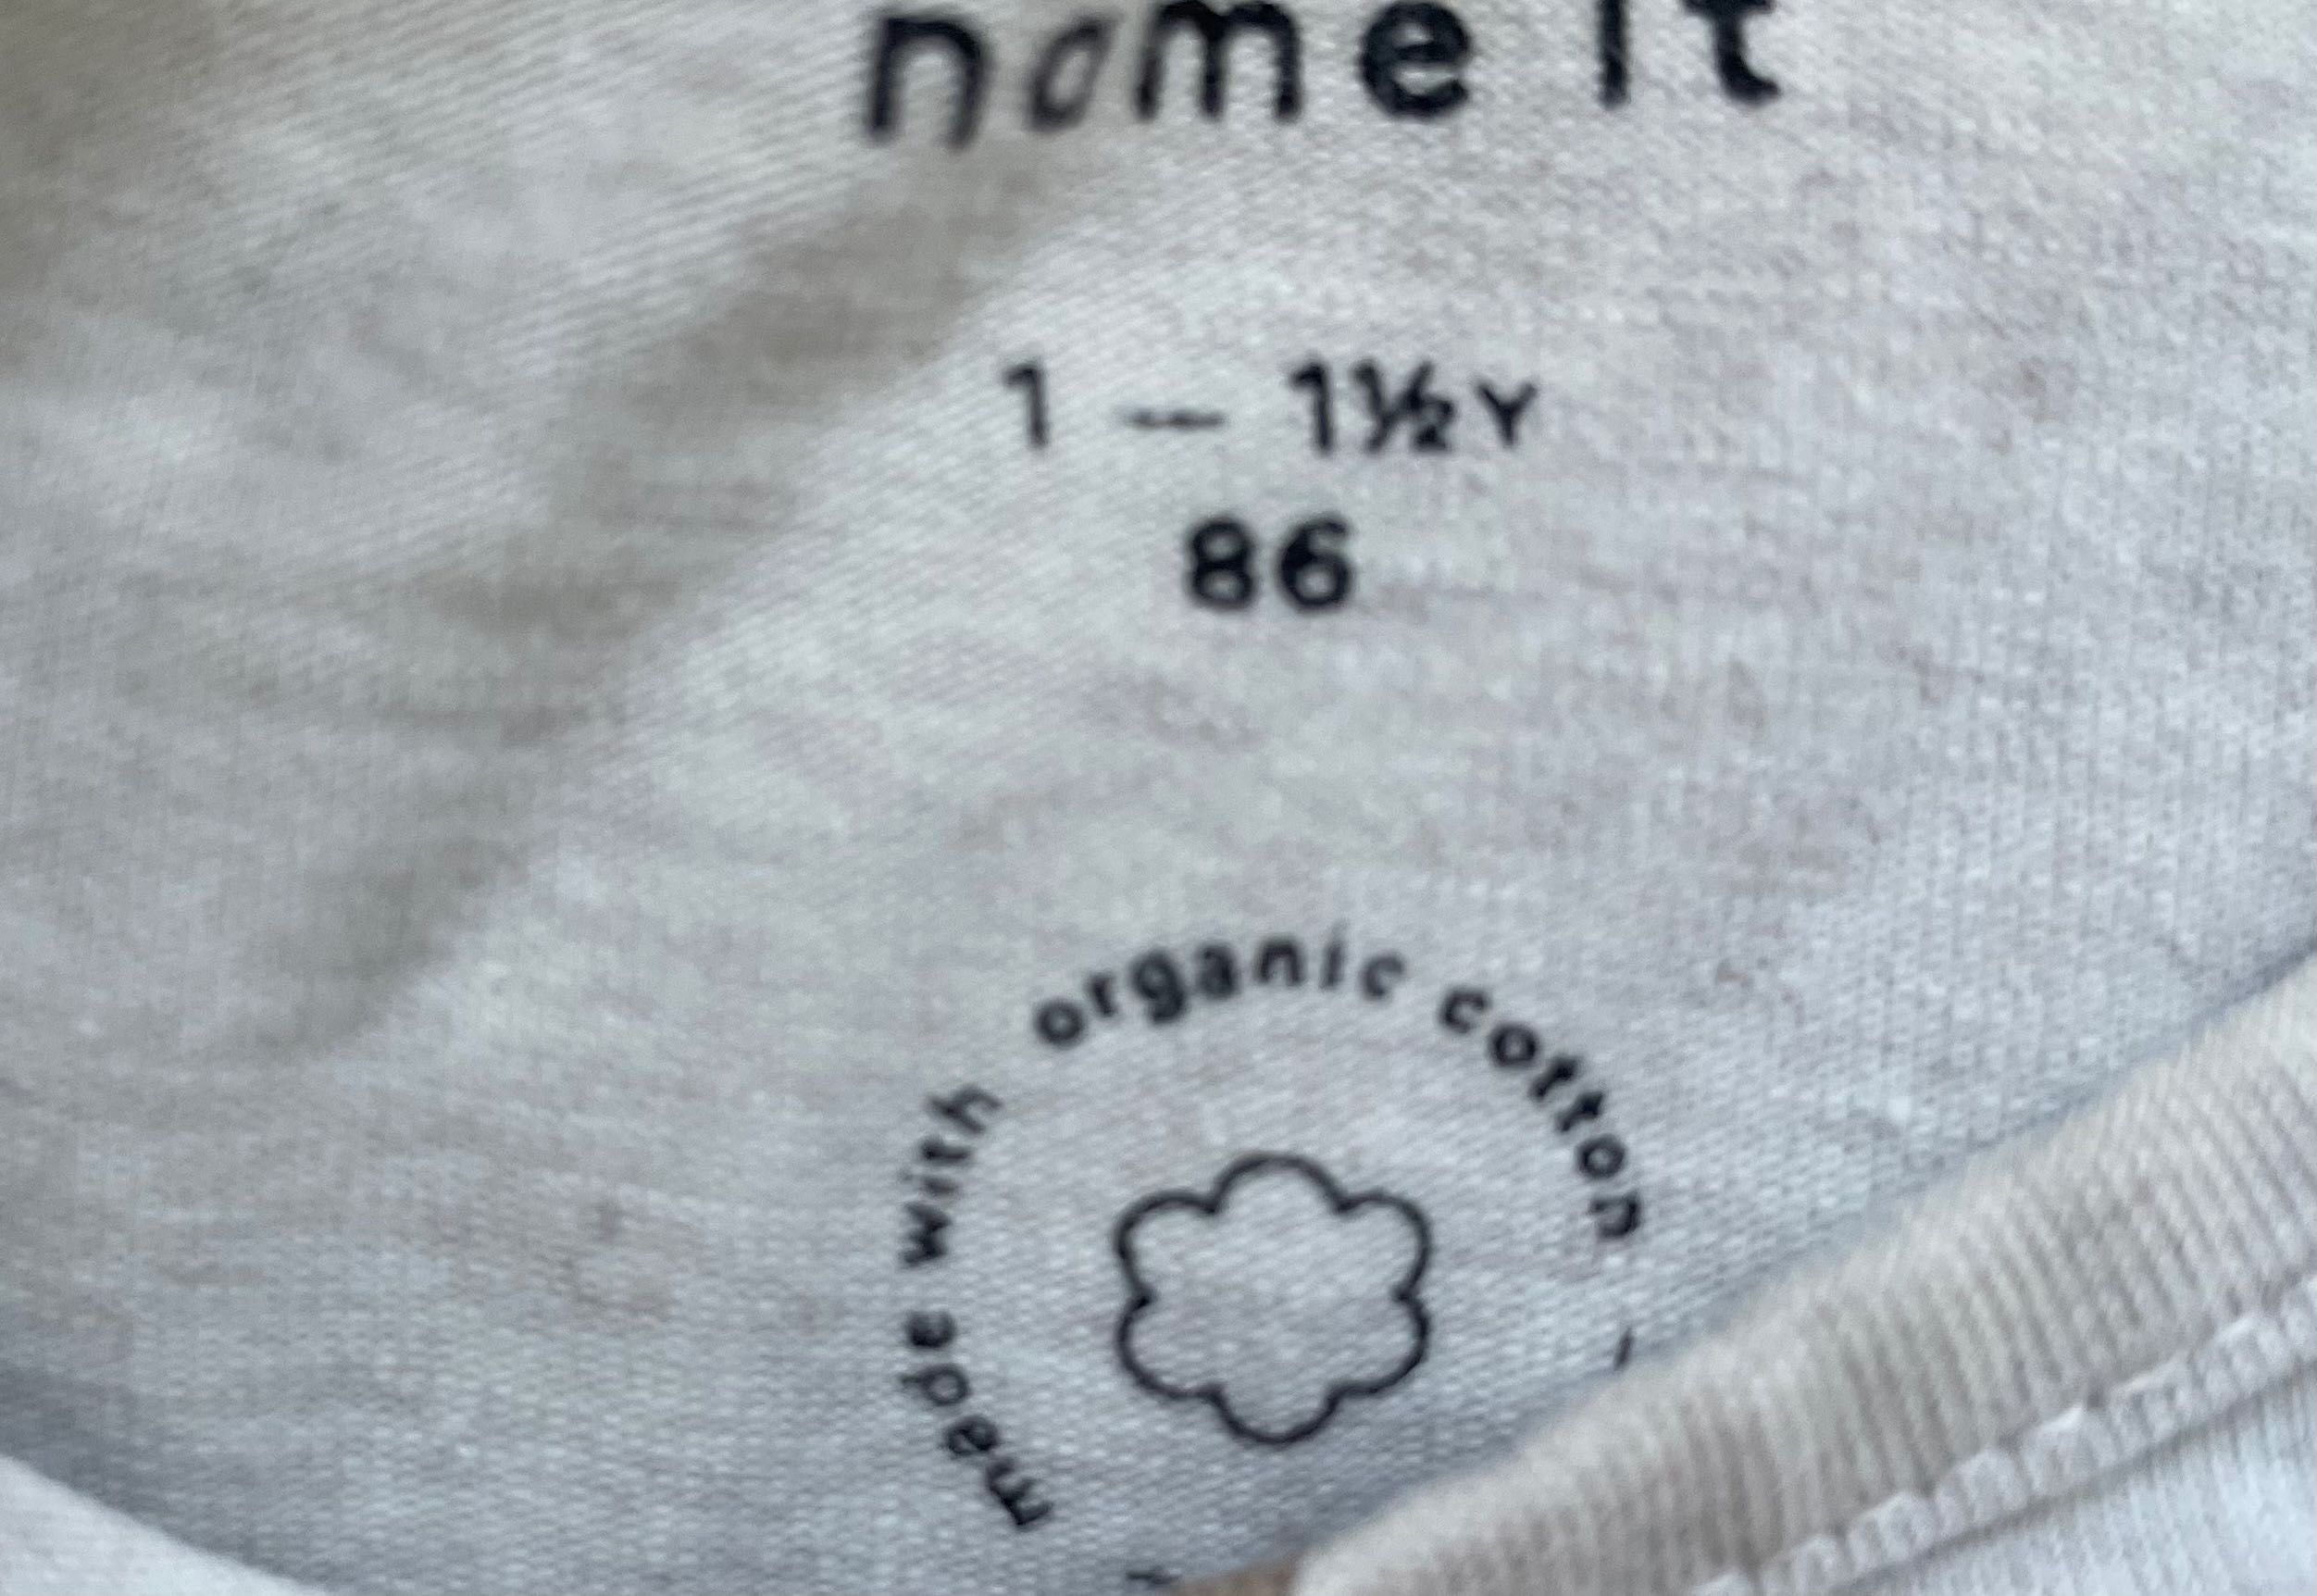 name it
1 – 1½Y
86
made with organic cotton -